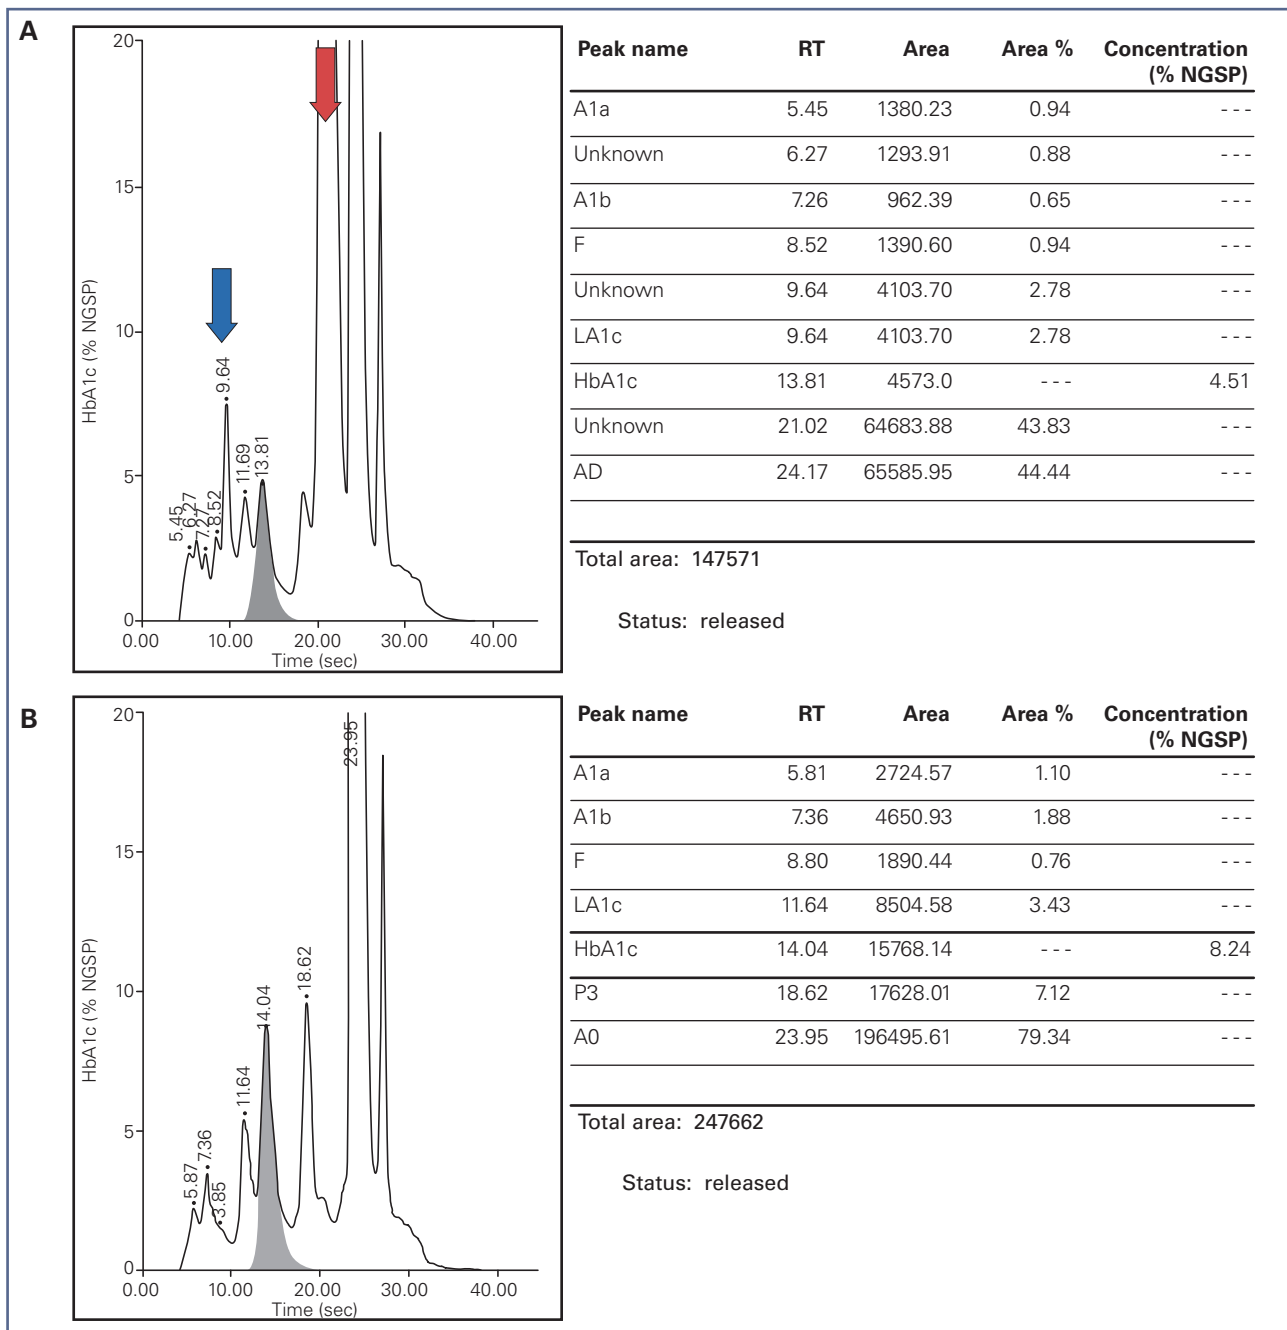 A
20
15
10
5
0
HbA1c (% NGSP)
5.45
6.27
7.27
8.52
9.64
11.69
13.81
0.00 10.00 20.00 30.00 40.00
Time (sec)
Peak name RT Area Area % Concentration
(% NGSP)
A1a 5.45 1380.23 0.94 ---
Unknown 6.27 1293.91 0.88 ---
A1b 7.26 962.39 0.65 ---
F 8.52 1390.60 0.94 ---
Unknown 9.64 4103.70 2.78 ---
LA1c 9.64 4103.70 2.78 ---
HbA1c 13.81 4573.0 --- 4.51
Unknown 21.02 64683.88 43.83 ---
AD 24.17 65585.95 44.44 ---
Total area: 147571
Status: released
B
20
15
10
5
0
HbA1c (% NGSP)
5.87
7.36
3.85
11.64
14.04
18.62
23.95
0.00 10.00 20.00 30.00 40.00
Time (sec)
Peak name RT Area Area % Concentration
(% NGSP)
A1a 5.81 2724.57 1.10 ---
A1b 7.36 4650.93 1.88 ---
F 8.80 1890.44 0.76 ---
LA1c 11.64 8504.58 3.43 ---
HbA1c 14.04 15768.14 --- 8.24
P3 18.62 17628.01 7.12 ---
A0 23.95 196495.61 79.34 ---
Total area: 247662
Status: released